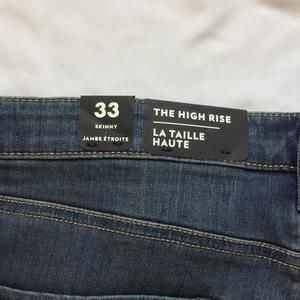 33
SKINNY
JAMBE ÉTROITE
THE HIGH RISE
LA TAILLE
HAUTE